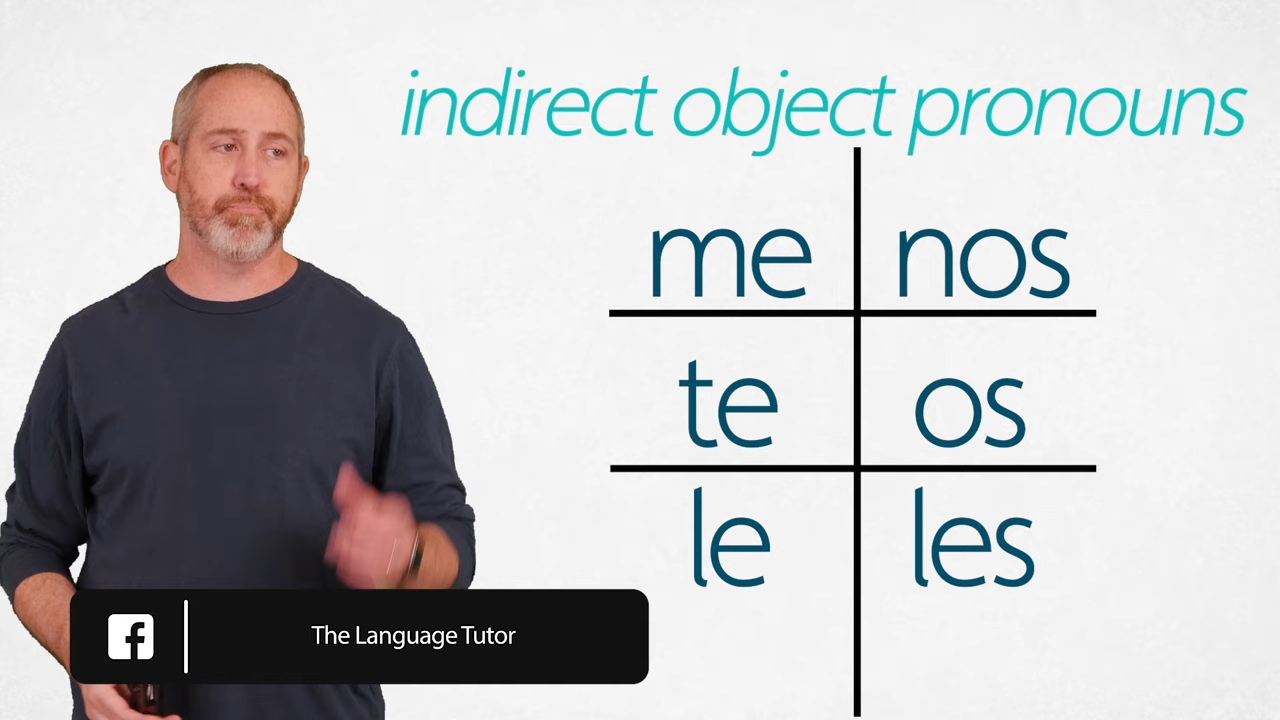 indirect object pronouns
me nos
te os
le les
The Language Tutor